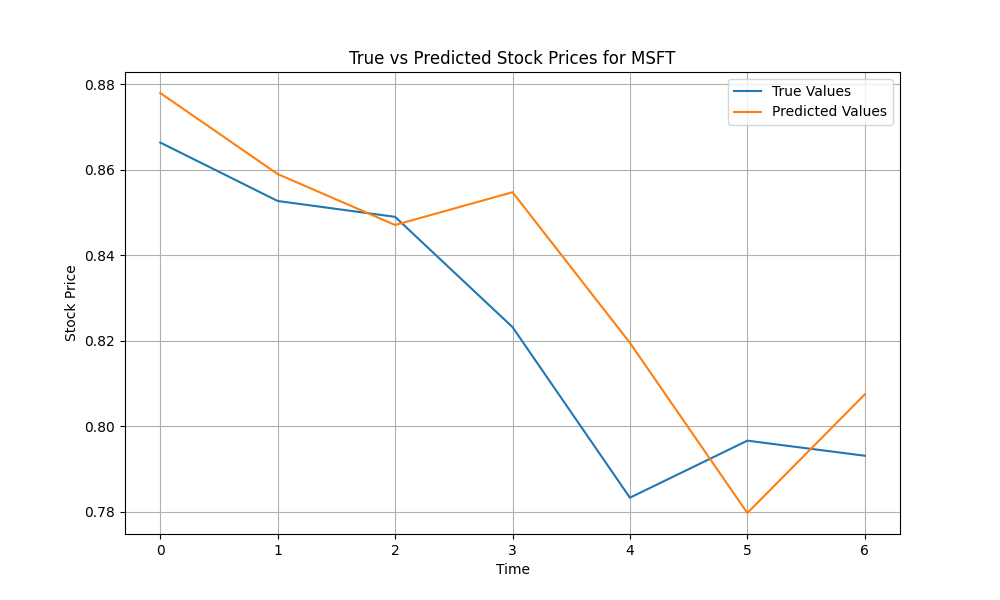 True vs Predicted Stock Prices for MSFT
True Values
Predicted Values
Stock Price
0.88
0.86
0.84
0.82
0.80
0.78
0 1 2 3 4 5 6
Time